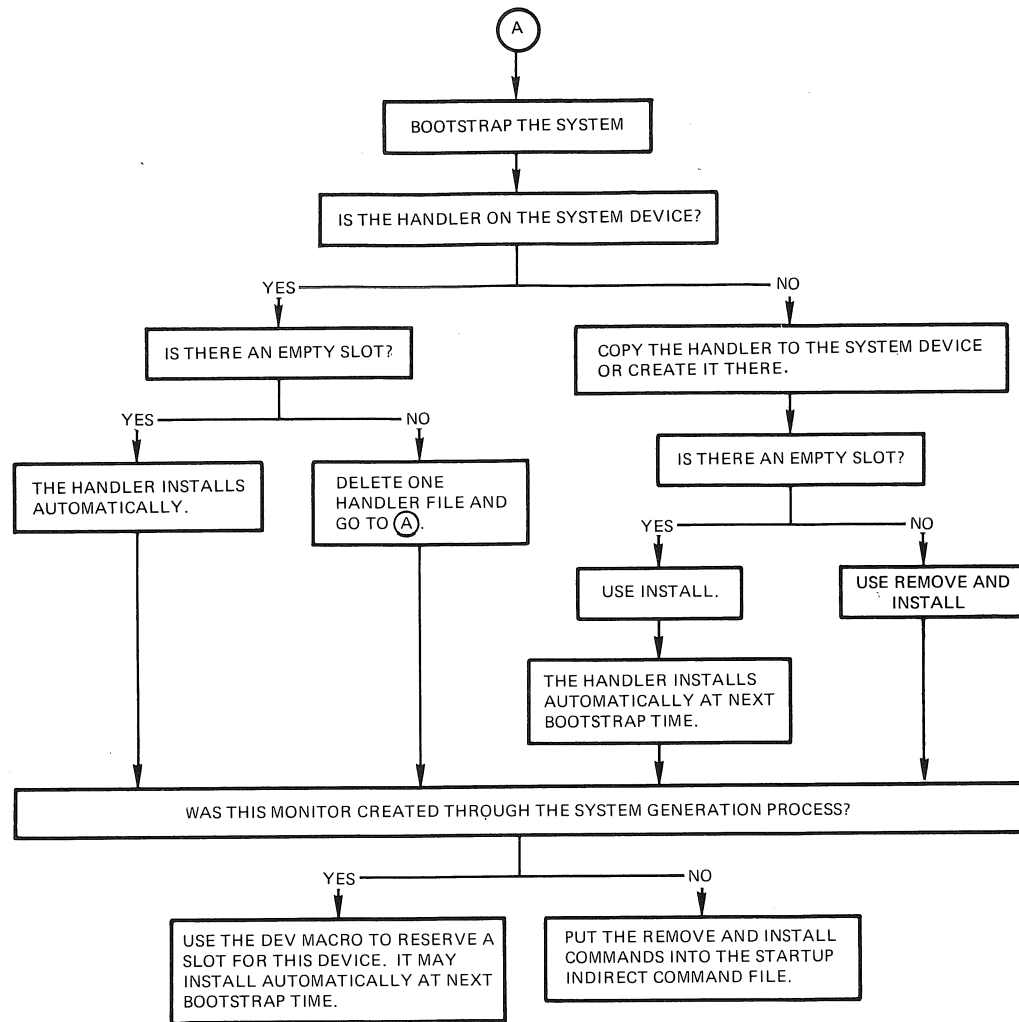 A
BOOTSTRAP THE SYSTEM
IS THE HANDLER ON THE SYSTEM DEVICE?
YES
NO
IS THERE AN EMPTY SLOT?
COPY THE HANDLER TO THE SYSTEM DEVICE
OR CREATE IT THERE.
YES
NO
IS THERE AN EMPTY SLOT?
THE HANDLER INSTALLS
AUTOMATICALLY.
DELETE ONE
HANDLER FILE AND
GO TO A.
YES
NO
USE INSTALL.
USE REMOVE AND
INSTALL
THE HANDLER INSTALLS
AUTOMATICALLY AT NEXT
BOOTSTRAP TIME.
WAS THIS MONITOR CREATED THROUGH THE SYSTEM GENERATION PROCESS?
YES
NO
USE THE DEV MACRO TO RESERVE A
SLOT FOR THIS DEVICE. IT MAY
INSTALL AUTOMATICALLY AT NEXT
BOOTSTRAP TIME.
PUT THE REMOVE AND INSTALL
COMMANDS INTO THE STARTUP
INDIRECT COMMAND FILE.